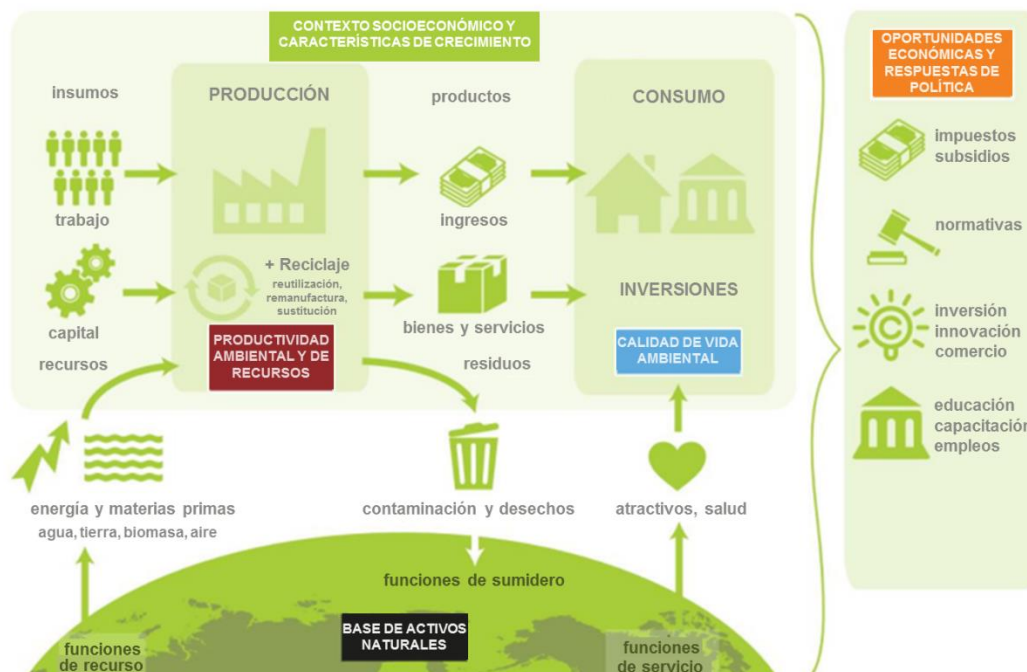 CONTEXTO SOCIOECONÓMICO Y
CARACTERÍSTICAS DE CRECIMIENTO
insumos
PRODUCCIÓN
productos
CONSUMO
trabajo
ingresos
+ Reciclaje
reutilización,
remanufactura,
sustitución
INVERSIONES
capital
bienes y servicios
recursos
PRODUCTIVIDAD
AMBIENTAL Y DE
RECURSOS
residuos
CALIDAD DE VIDA
AMBIENTAL
energía y materias primas
agua, tierra, biomasa, aire
contaminación y desechos
atractivos, salud
funciones de sumidero
BASE DE ACTIVOS
NATURALES
funciones
de recurso
funciones
de servicio
OPORTUNIDADES
ECONÓMICAS Y
RESPUESTAS DE
POLÍTICA
impuestos
subsidios
normativas
C
inversión
innovación
comercio
educación
capacitación
empleos